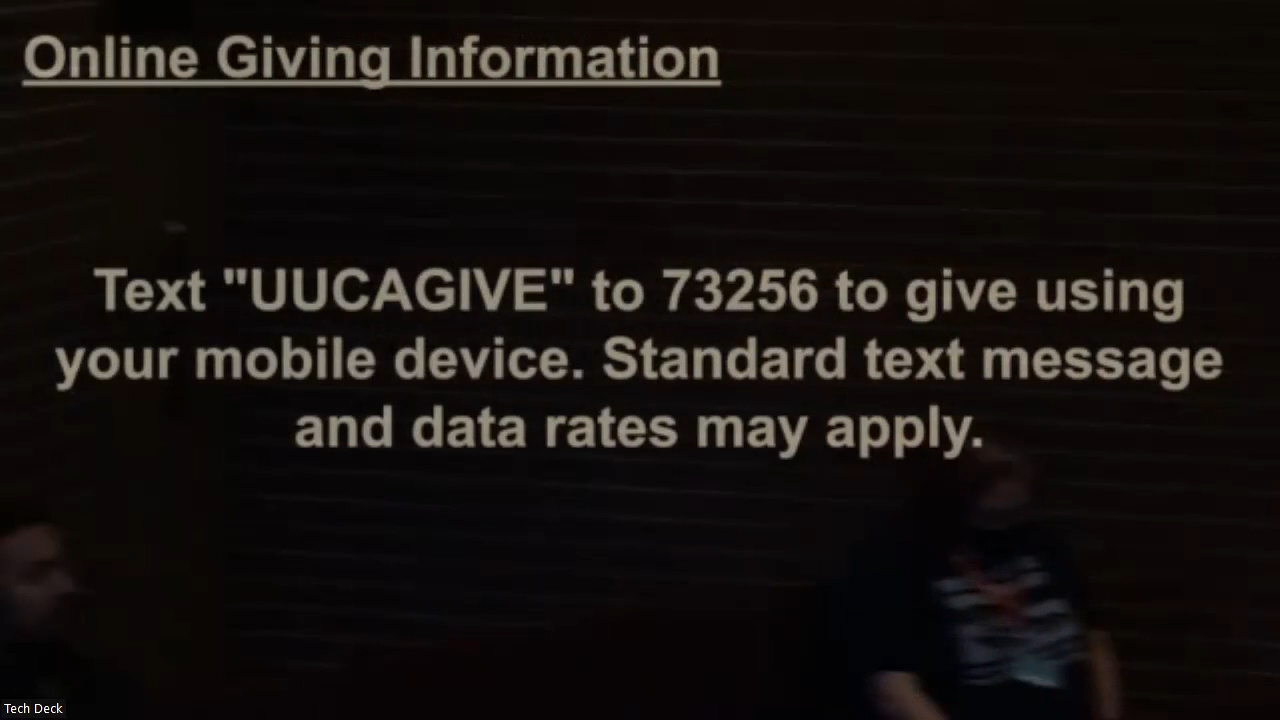 Online Giving Information
Text "UUCAGIVE" to 73256 to give using
your mobile device. Standard text message
and data rates may apply.
Tech Deck